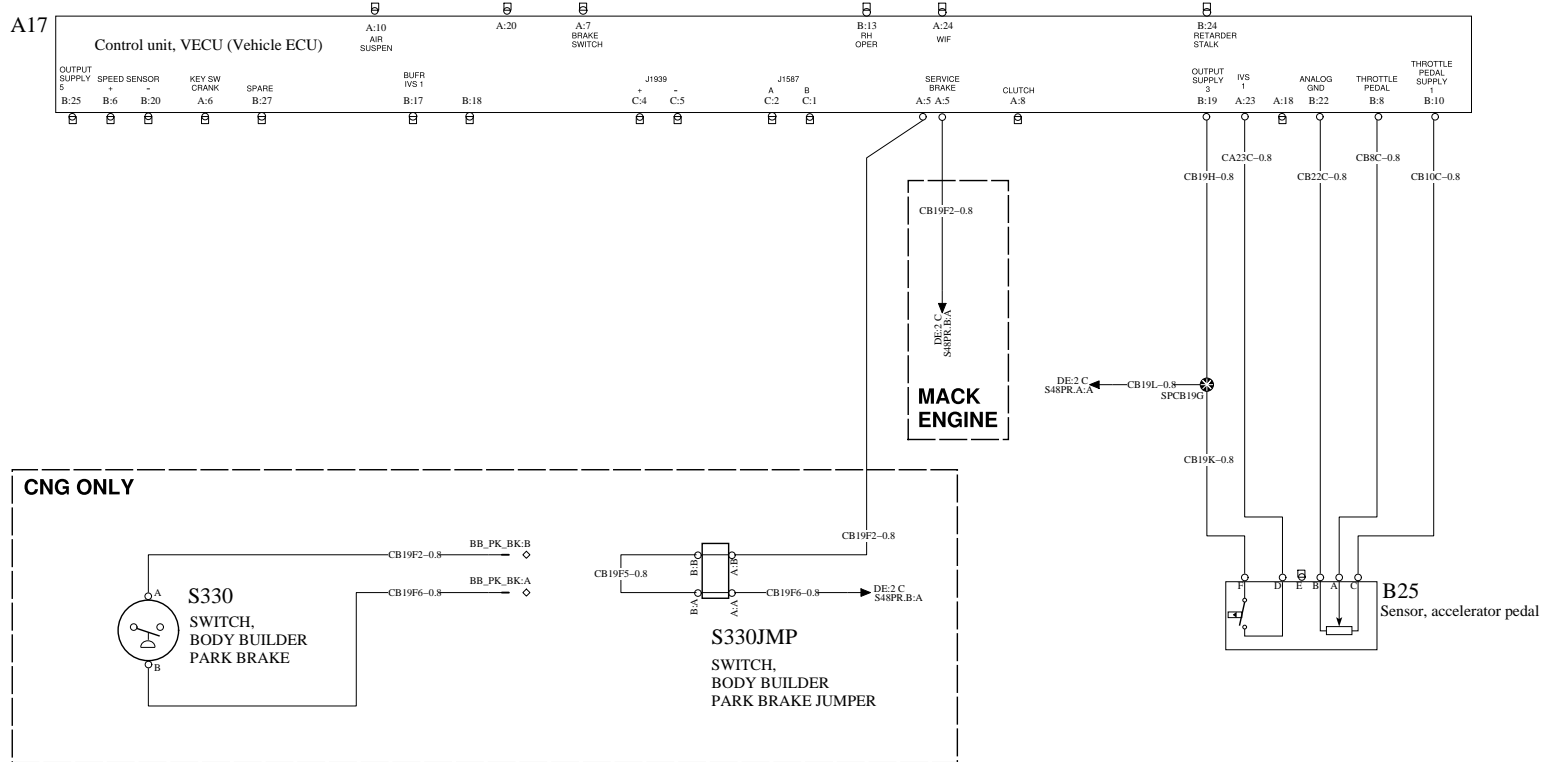 A17
A:10
AIR
SUSPEN
A:20
A:7
BRAKE
SWITCH
B:13
RH
OPER
A:24
WIF
B:24
RETARDER
STALK
Control unit, VECU (Vehicle ECU)
OUTPUT
SUPPLY
5
B:25
SPEED SENSOR
+
B:6
−
B:20
KEY SW
CRANK
A:6
SPARE
B:27
BUFR
IVS 1
B:17
B:18
J1939
+
C:4
−
C:5
J1587
A
C:2
B
C:1
SERVICE
BRAKE
A:5 A:5
CLUTCH
A:8
OUTPUT
SUPPLY
3
B:19
IVS
1
A:23
A:18
ANALOG
GND
B:22
THROTTLE
PEDAL
B:8
THROTTLE
PEDAL
SUPPLY
1
B:10
CA23C−0.8
CB8C−0.8
CB19H−0.8
CB22C−0.8
CB10C−0.8
CB19F2−0.8
DE:2 C
S48PR.B:A
MACK
ENGINE
DE:2 C
S48PR.A:A
CB19L−0.8
SPCB19G
CB19K−0.8
CNG ONLY
CB19F2−0.8
BB_PK_BK:B
CB19F6−0.8
BB_PK_BK:A
A
B
S330
SWITCH,
BODY BUILDER
PARK BRAKE
CB19F2−0.8
CB19F5−0.8
B:B
A:B
B:A
A:A
CB19F6−0.8
DE:2 C
S48PR.B:A
S330JMP
SWITCH,
BODY BUILDER
PARK BRAKE JUMPER
F
D
E
B
A
C
B25
Sensor, accelerator pedal